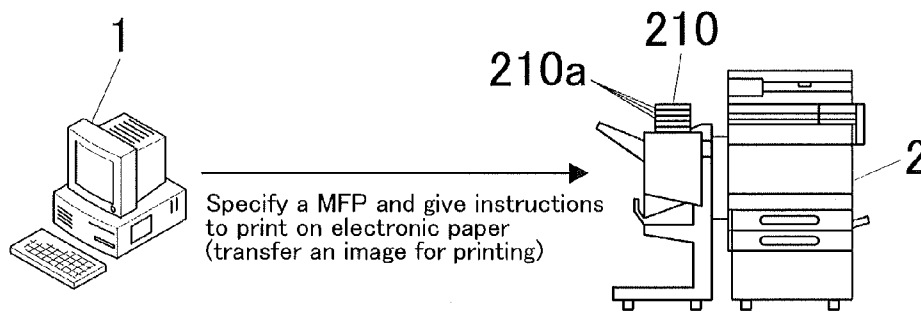 1
210
210a
2
Specify a MFP and give instructions
to print on electronic paper
(transfer an image for printing)